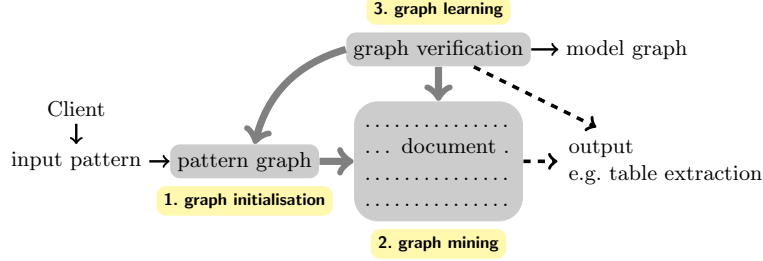 3. graph learning
graph verification
model graph
Client
input pattern
pattern graph
..............
... document .
..............
..............
output
e.g. table extraction
1. graph initialisation
2. graph mining